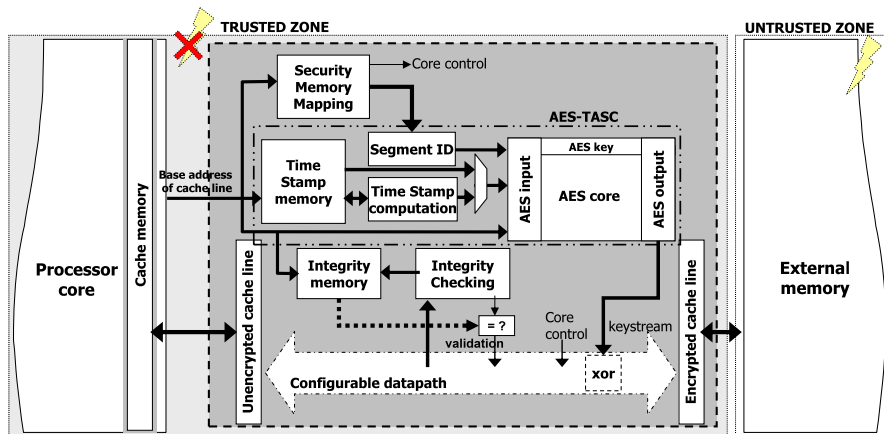 TRUSTED ZONE
UNTRUSTED ZONE
Security
Memory
Mapping
Core control
AES-TASC
Segment ID
Base address
of cache line
Time
Stamp
memory
Time Stamp
computation
AES input
AES key
AES core
AES output
Processor
core
Cache memory
Unencrypted cache line
Integrity
memory
Integrity
Checking
= ?
validation
Core
control
keystream
xor
Configurable datapath
Encrypted cache line
External
memory